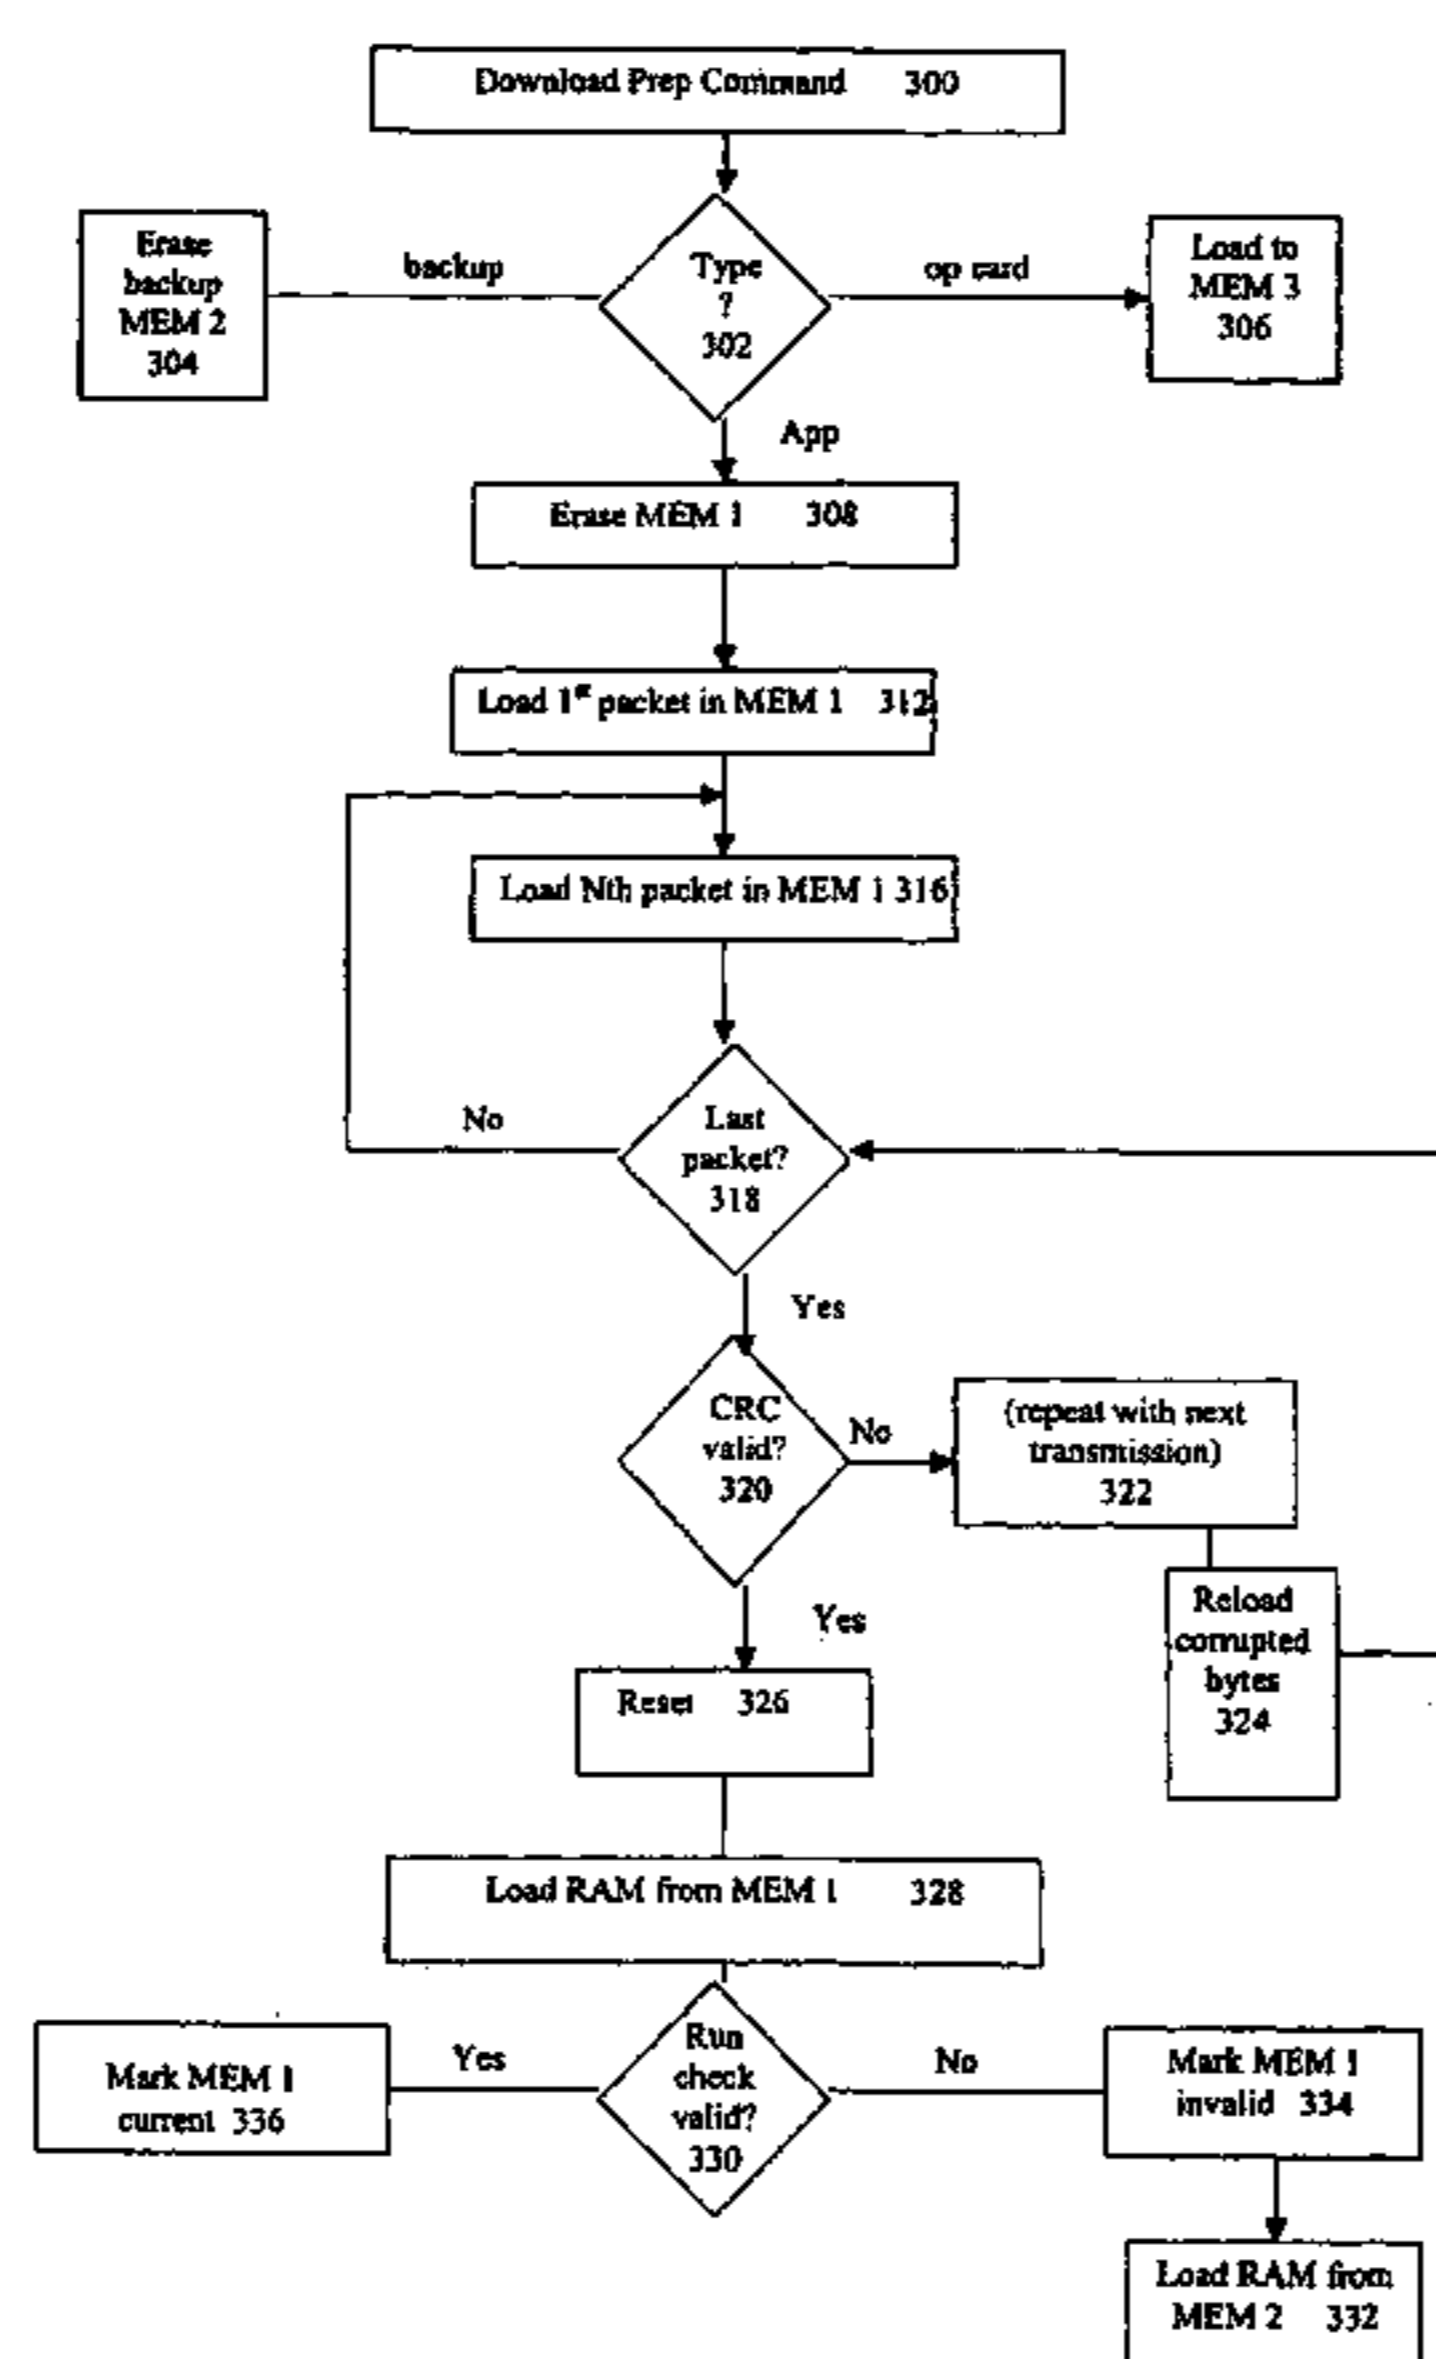 Download Prep Command 300
Erase
backup
MEM 2
304
backup
Type
?
302
op card
Load to
MEM 3
306
App
Erase MEM 1 308
Load 1st packet in MEM 1 312
Load Nth packet in MEM 1 316
No
Last
packet?
318
Yes
CRC
valid?
320
No
(repeat with next
transmission)
322
Yes
Reload
corrupted
bytes
324
Reset 326
Load RAM from MEM 1 328
Mark MEM 1
current 336
Yes
Run
check
valid?
330
No
Mark MEM 1
invalid 334
Load RAM from
MEM 2 332